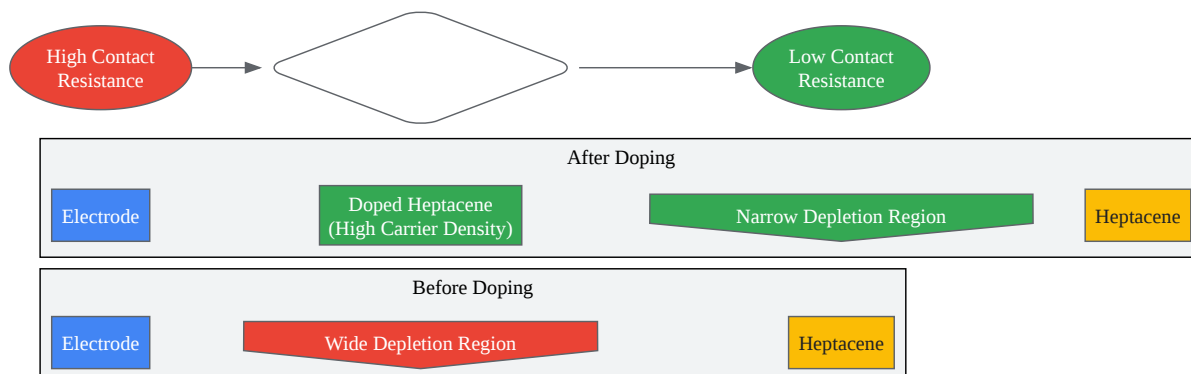 High Contact
Resistance
Low Contact
Resistance
After Doping
Electrode
Doped Heptacene
(High Carrier Density)
Narrow Depletion Region
Heptacene
Before Doping
Electrode
Wide Depletion Region
Heptacene